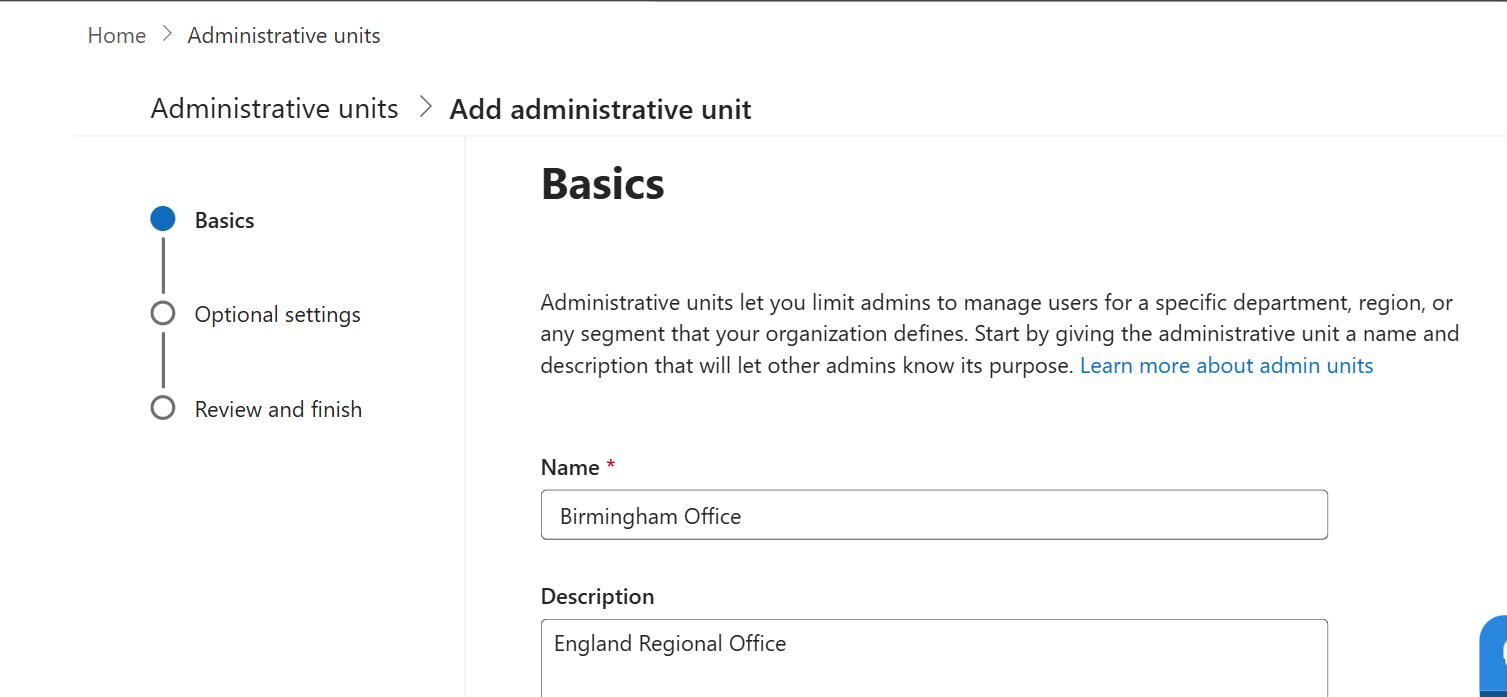 Home > Administrative units
Administrative units > Add administrative unit
Basics
Optional settings
Review and finish
Basics
Administrative units let you limit admins to manage users for a specific department, region, or
any segment that your organization defines. Start by giving the administrative unit a name and
description that will let other admins know its purpose. Learn more about admin units
Name *
Birmingham Office
Description
England Regional Office